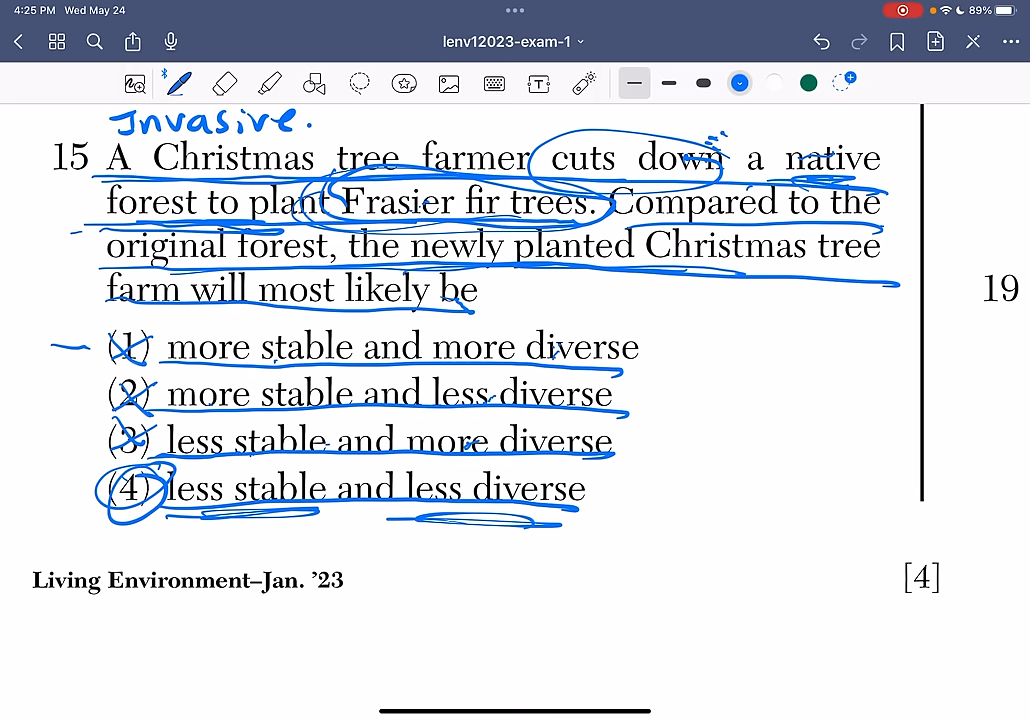 4:25 PM Wed May 24
89%
lenv12023-exam-1
Invasive.
15 A Christmas tree farmer cuts down a native
forest to plant Frasier fir trees. Compared to the
original forest, the newly planted Christmas tree
farm will most likely be
19
(1) more stable and more diverse
(2) more stable and less diverse
(3) less stable and more diverse
(4) less stable and less diverse
Living Environment–Jan. ’23
[4]